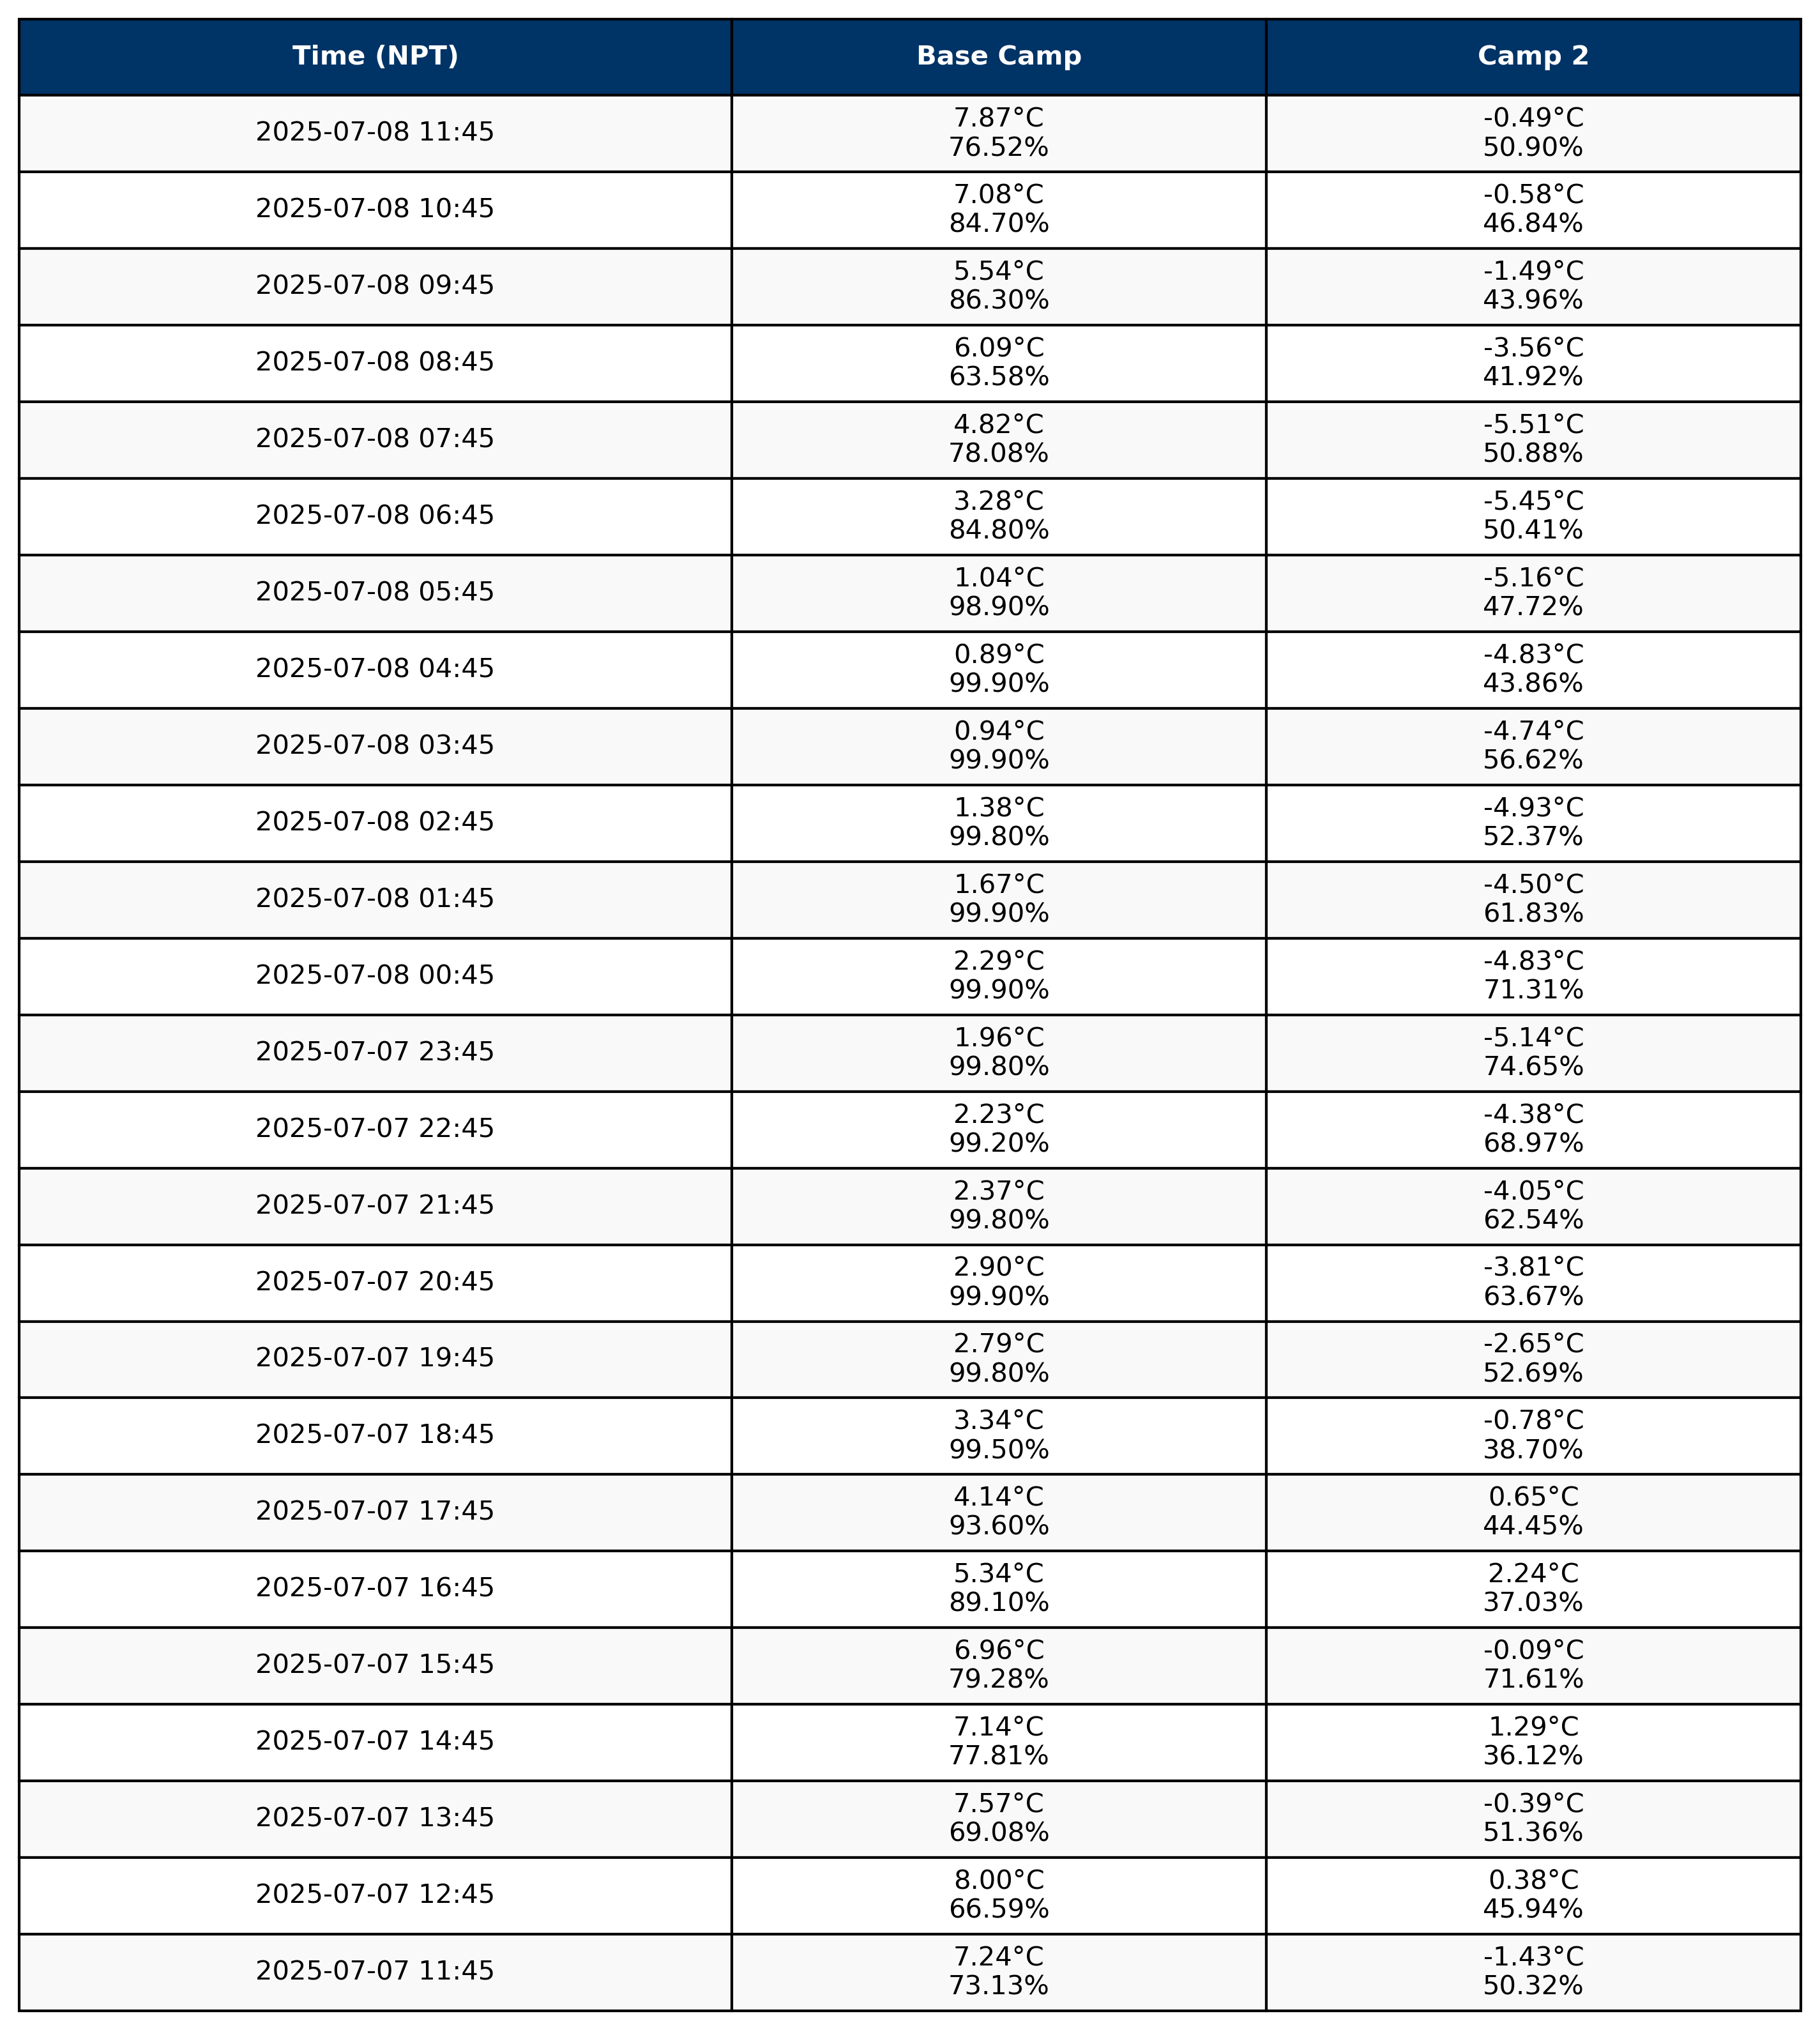 Time (NPT) Base Camp Camp 2
2025-07-08 11:45 7.87°C -0.49°C
76.52% 50.90%
2025-07-08 10:45 7.08°C -0.58°C
84.70% 46.84%
2025-07-08 09:45 5.54°C -1.49°C
86.30% 43.96%
2025-07-08 08:45 6.09°C -3.56°C
63.58% 41.92%
2025-07-08 07:45 4.82°C -5.51°C
78.08% 50.88%
2025-07-08 06:45 3.28°C -5.45°C
84.80% 50.41%
2025-07-08 05:45 1.04°C -5.16°C
98.90% 47.72%
2025-07-08 04:45 0.89°C -4.83°C
99.90% 43.86%
2025-07-08 03:45 0.94°C -4.74°C
99.90% 56.62%
2025-07-08 02:45 1.38°C -4.93°C
99.80% 52.37%
2025-07-08 01:45 1.67°C -4.50°C
99.90% 61.83%
2025-07-08 00:45 2.29°C -4.83°C
99.90% 71.31%
2025-07-07 23:45 1.96°C -5.14°C
99.80% 74.65%
2025-07-07 22:45 2.23°C -4.38°C
99.20% 68.97%
2025-07-07 21:45 2.37°C -4.05°C
99.80% 62.54%
2025-07-07 20:45 2.90°C -3.81°C
99.90% 63.67%
2025-07-07 19:45 2.79°C -2.65°C
99.80% 52.69%
2025-07-07 18:45 3.34°C -0.78°C
99.50% 38.70%
2025-07-07 17:45 4.14°C 0.65°C
93.60% 44.45%
2025-07-07 16:45 5.34°C 2.24°C
89.10% 37.03%
2025-07-07 15:45 6.96°C -0.09°C
79.28% 71.61%
2025-07-07 14:45 7.14°C 1.29°C
77.81% 36.12%
2025-07-07 13:45 7.57°C -0.39°C
69.08% 51.36%
2025-07-07 12:45 8.00°C 0.38°C
66.59% 45.94%
2025-07-07 11:45 7.24°C -1.43°C
73.13% 50.32%